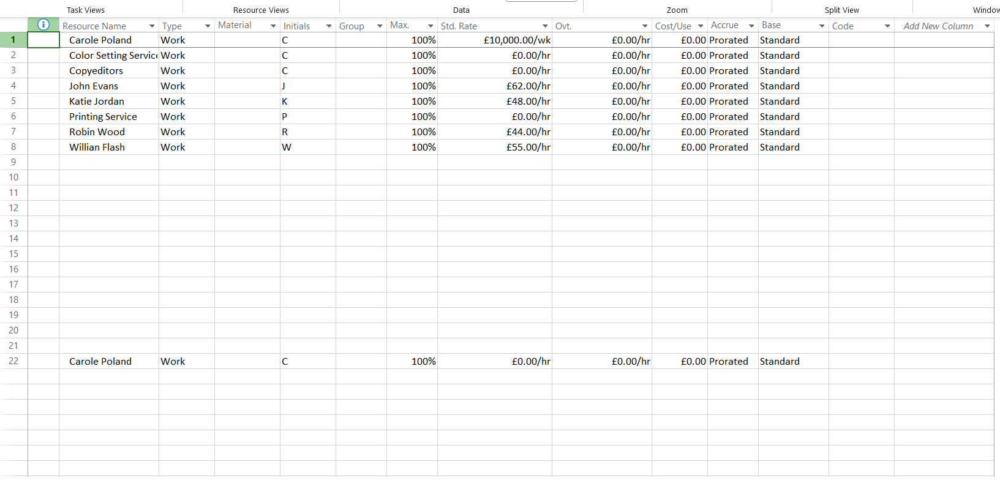 Task Views Resource Views Data Zoom Split View Window
Resource Name Type Material Initials Group Max. Std. Rate Ovt. Cost/Use Accrue Base Code Add New Column
1 Carole Poland Work C 100% £10,000.00/wk £0.00/hr £0.00 Prorated Standard
2 Color Setting Service Work C 100% £0.00/hr £0.00/hr £0.00 Prorated Standard
3 Copyeditors Work C 100% £0.00/hr £0.00/hr £0.00 Prorated Standard
4 John Evans Work J 100% £62.00/hr £0.00/hr £0.00 Prorated Standard
5 Katie Jordan Work K 100% £48.00/hr £0.00/hr £0.00 Prorated Standard
6 Printing Service Work P 100% £0.00/hr £0.00/hr £0.00 Prorated Standard
7 Robin Wood Work R 100% £44.00/hr £0.00/hr £0.00 Prorated Standard
8 Willian Flash Work W 100% £55.00/hr £0.00/hr £0.00 Prorated Standard
9
10
11
12
13
14
15
16
17
18
19
20
21
22 Carole Poland Work C 100% £0.00/hr £0.00/hr £0.00 Prorated Standard